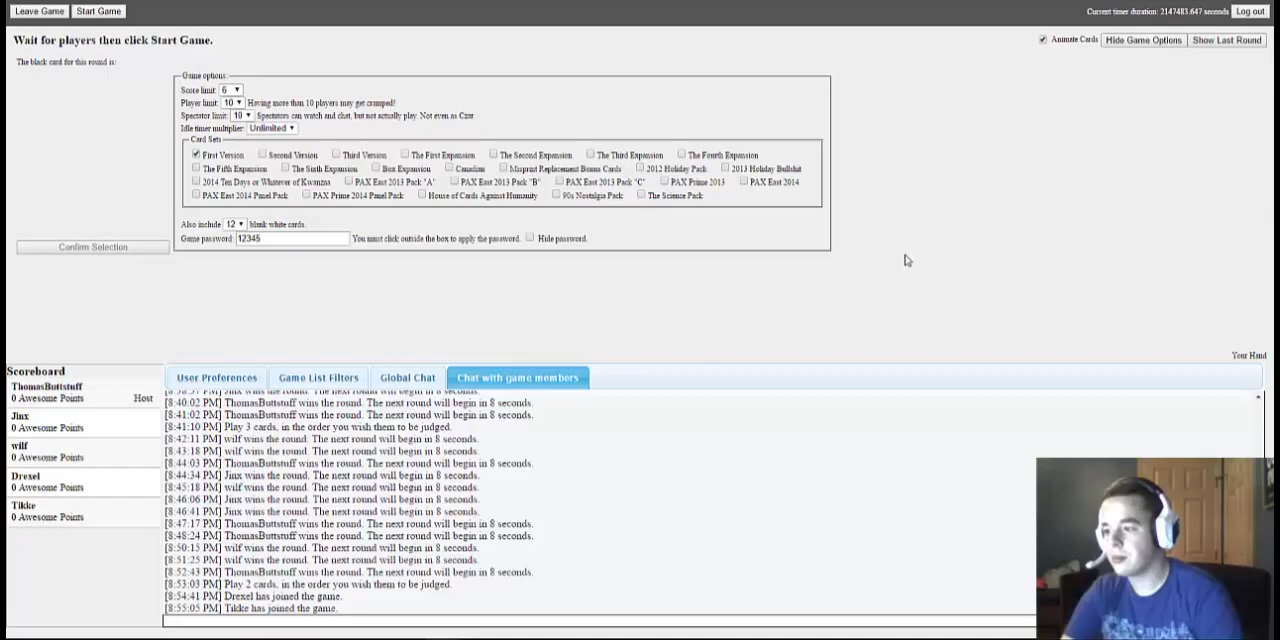 Leave Game Start Game Current timer duration: 2147483.647 seconds Log out
Wait for players then click Start Game. Animate Cards Hide Game Options Show Last Round
The black card for this round is:
Game options:
Score limit: 6
Player limit: 10 Having more than 10 players may get cramped!
Spectator limit: 10 Spectators can watch and chat, but not actually play. Not even as Czar.
Idle timer multiplier: Unlimited
Card Sets
First Version Second Version Third Version The First Expansion The Second Expansion The Third Expansion The Fourth Expansion
The Fifth Expansion The Sixth Expansion Box Expansion Canadian Misprint Replacement Bonus Cards 2012 Holiday Pack 2013 Holiday Bullshit
2014 Ten Days or Whatever of Kwanzaa PAX East 2013 Pack "A" PAX East 2013 Pack "B" PAX East 2013 Pack "C" PAX Prime 2013 PAX East 2014
PAX East 2014 Panel Pack PAX Prime 2014 Panel Pack House of Cards Against Humanity 90s Nostalgia Pack The Science Pack
Also include 12 blank white cards.
Game password: 12345 You must click outside the box to apply the password. Hide password.
Confirm Selection
Your Hand
Scoreboard
ThomasButtstuff
0 Awesome Points Host
Jinx
0 Awesome Points
wilf
0 Awesome Points
Drexel
0 Awesome Points
Tikke
0 Awesome Points
User Preferences Game List Filters Global Chat Chat with game members
[8:40:02 PM] ThomasButtstuff wins the round. The next round will begin in 8 seconds.
[8:41:02 PM] ThomasButtstuff wins the round. The next round will begin in 8 seconds.
[8:41:10 PM] Play 3 cards, in the order you wish them to be judged.
[8:42:11 PM] wilf wins the round. The next round will begin in 8 seconds.
[8:43:18 PM] wilf wins the round. The next round will begin in 8 seconds.
[8:44:03 PM] ThomasButtstuff wins the round. The next round will begin in 8 seconds.
[8:44:34 PM] Jinx wins the round. The next round will begin in 8 seconds.
[8:45:18 PM] wilf wins the round. The next round will begin in 8 seconds.
[8:46:06 PM] Jinx wins the round. The next round will begin in 8 seconds.
[8:46:41 PM] Jinx wins the round. The next round will begin in 8 seconds.
[8:47:17 PM] ThomasButtstuff wins the round. The next round will begin in 8 seconds.
[8:48:24 PM] ThomasButtstuff wins the round. The next round will begin in 8 seconds.
[8:50:15 PM] wilf wins the round. The next round will begin in 8 seconds.
[8:51:25 PM] wilf wins the round. The next round will begin in 8 seconds.
[8:52:43 PM] ThomasButtstuff wins the round. The next round will begin in 8 seconds.
[8:53:03 PM] Play 2 cards, in the order you wish them to be judged.
[8:54:41 PM] Drexel has joined the game.
[8:55:05 PM] Tikke has joined the game.